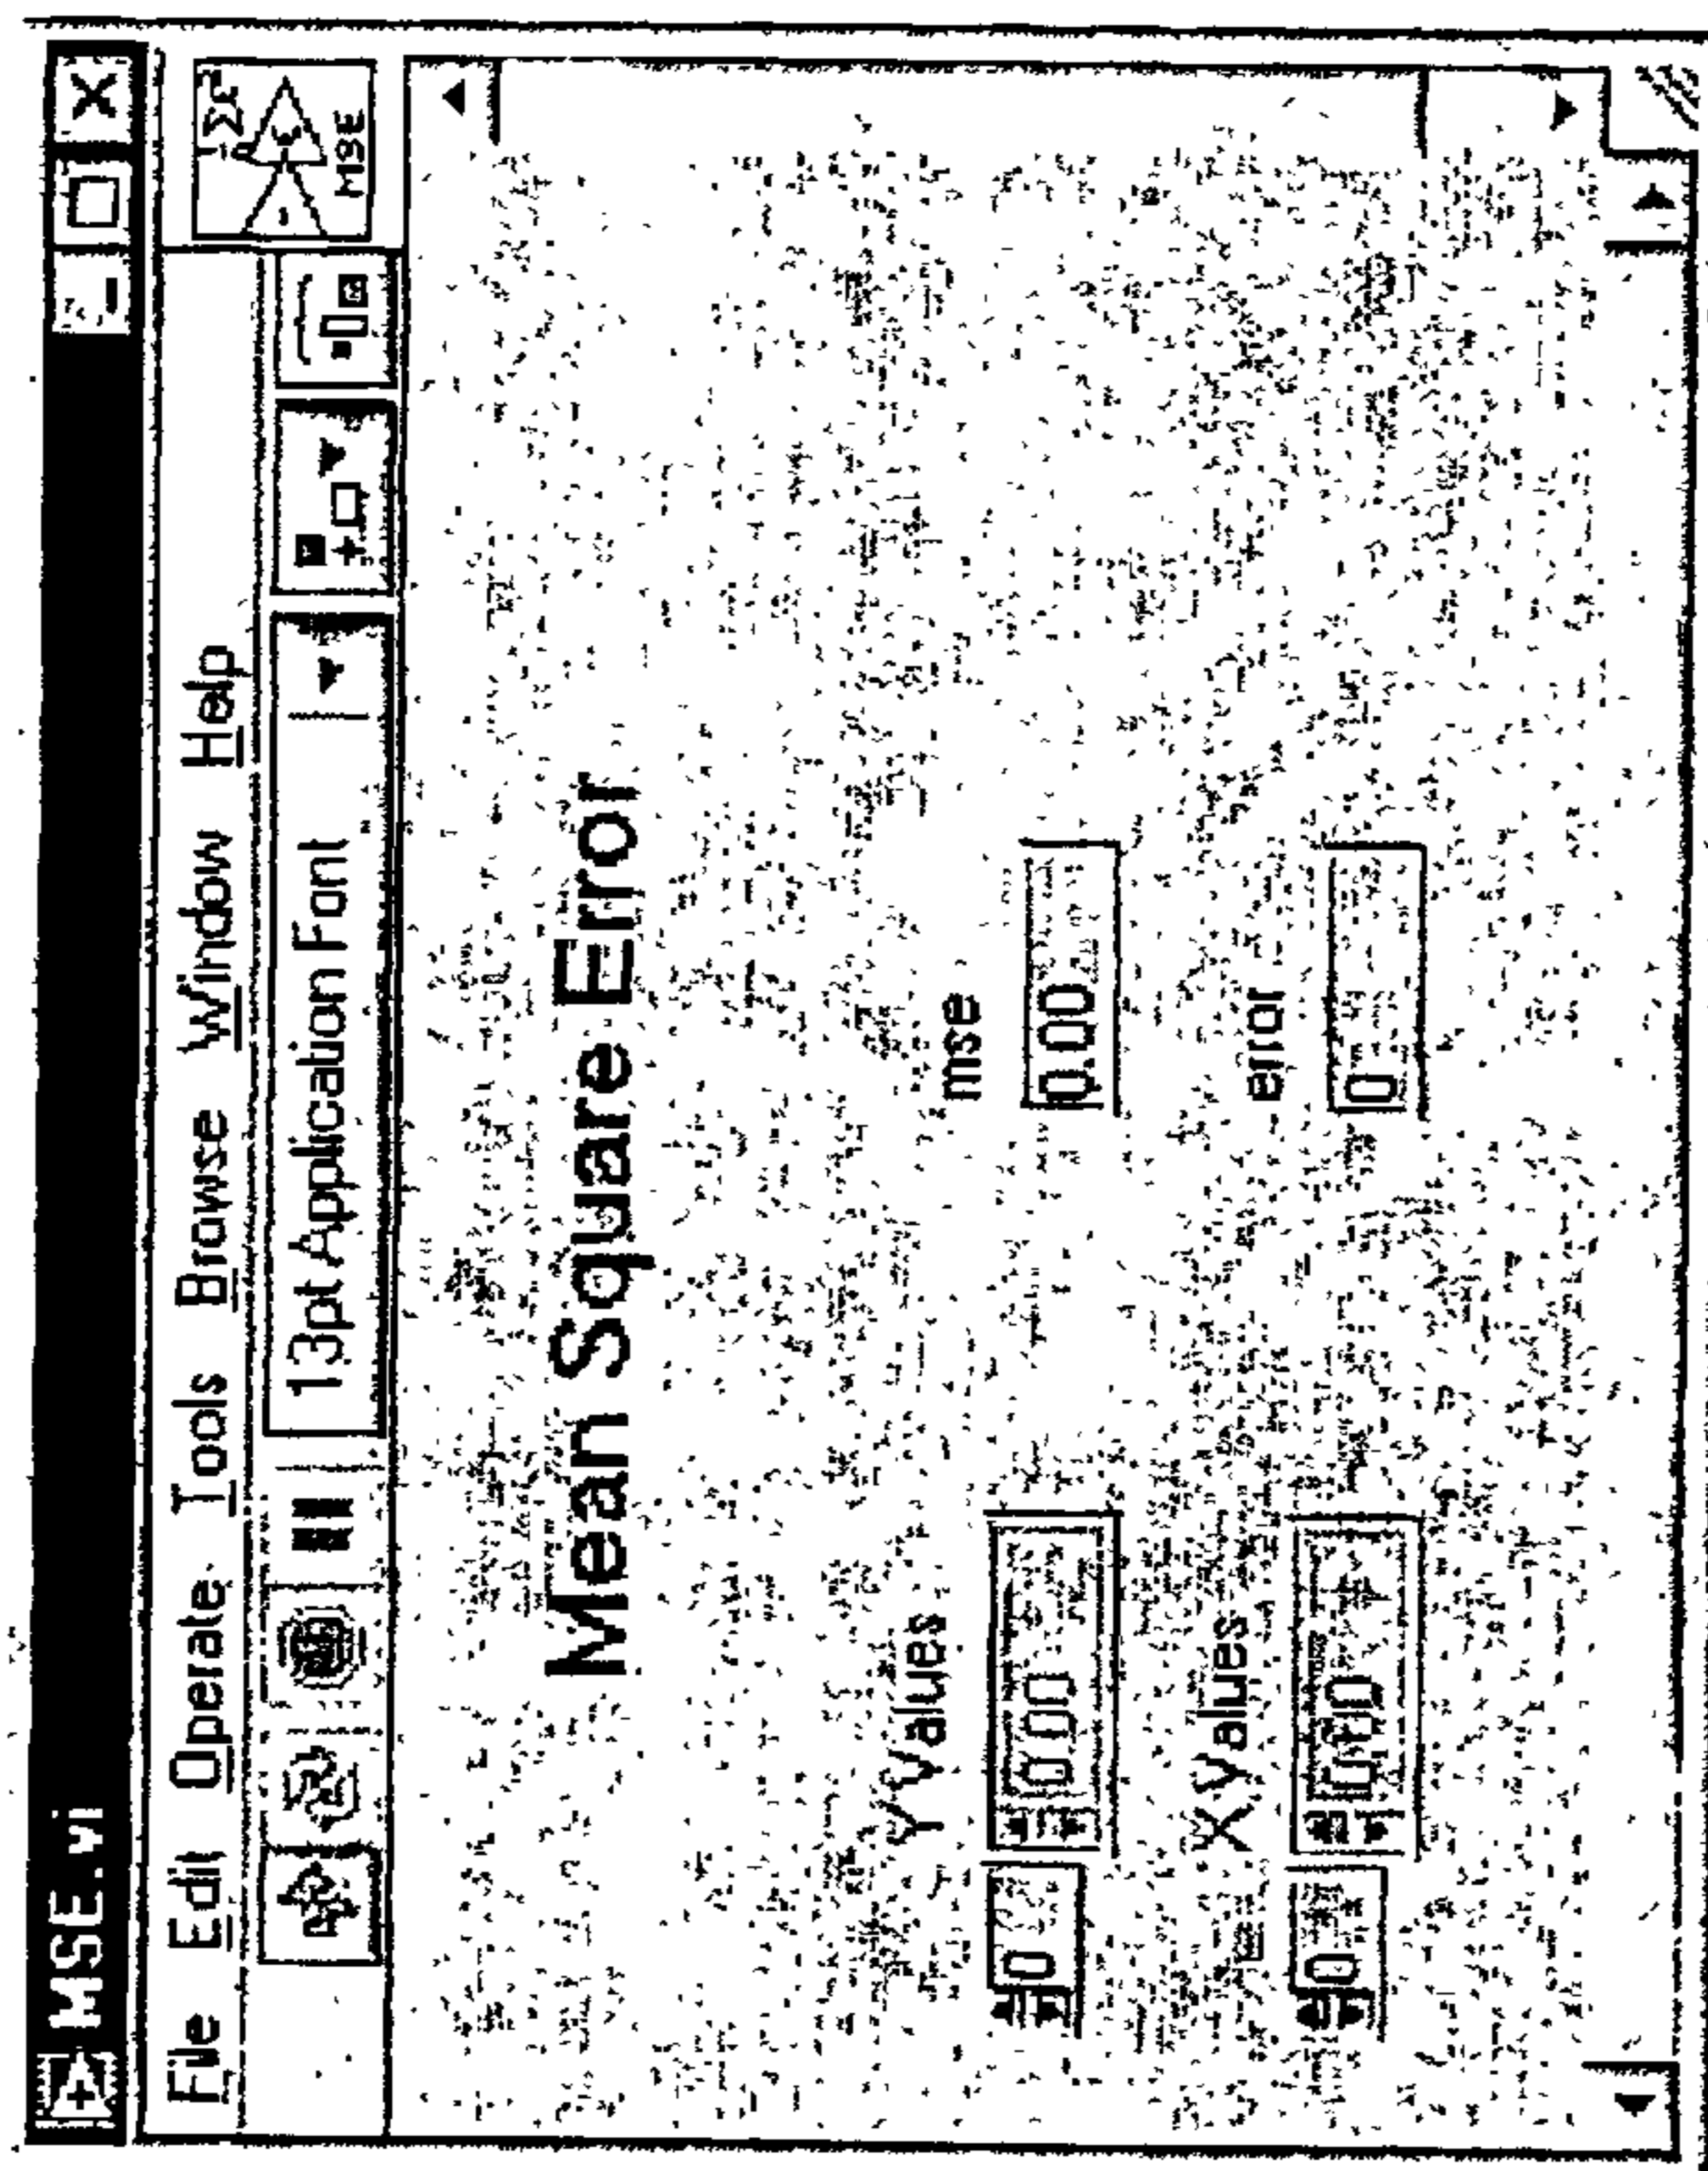 MSE.vi
File Edit Operate Tools Browse Window Help
13pt Application Font
MSE
Mean Square Error
Y Values
mse
0
0.00
0.00
X Values
error
0
0.00
0